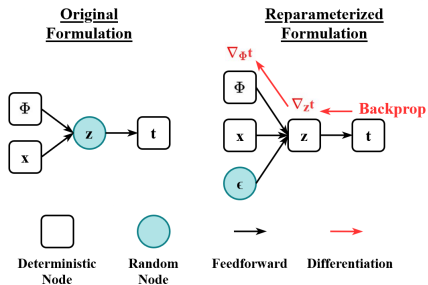 Original
Formulation
Reparameterized
Formulation
∇Φt
Φ
Φ
∇zt
Backprop
z
t
x
x
z
t
ϵ
Deterministic
Node
Random
Node
Feedforward
Differentiation